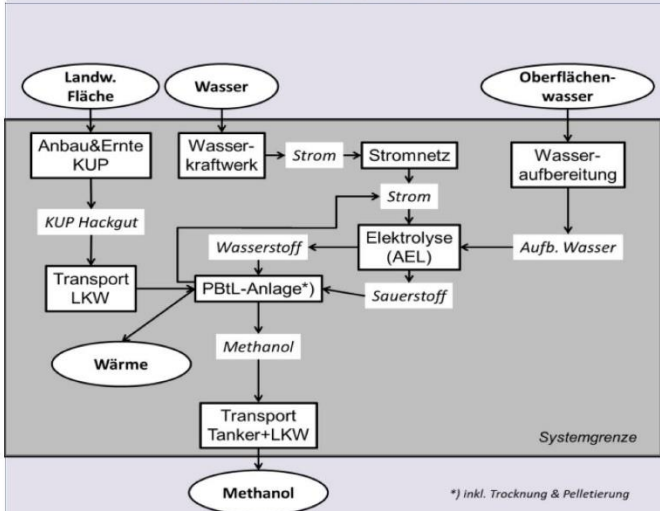 Landw.
Fläche
Wasser
Oberflächen-
wasser
Anbau&Ernte
KUP
Wasser-
kraftwerk
Strom
Stromnetz
Wasser-
aufbereitung
KUP Hackgut
Strom
Wasserstoff
Elektrolyse
(AEL)
Aufb. Wasser
Transport
LKW
PBtL-Anlage*)
Sauerstoff
Methanol
Wärme
Transport
Tanker+LKW
Systemgrenze
Methanol
*) inkl. Trocknung & Pelletierung